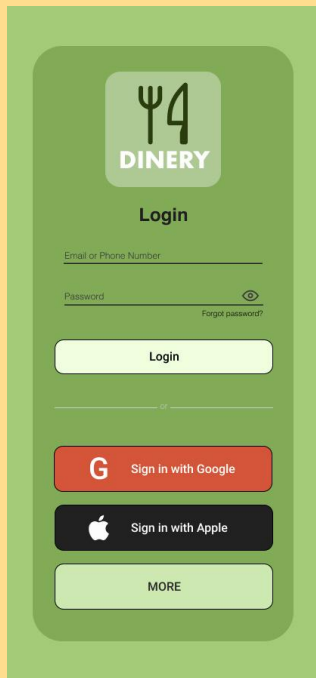 DINERY
Login
Email or Phone Number
Password
Forgot password?
Login
or
G Sign in with Google
Sign in with Apple
MORE